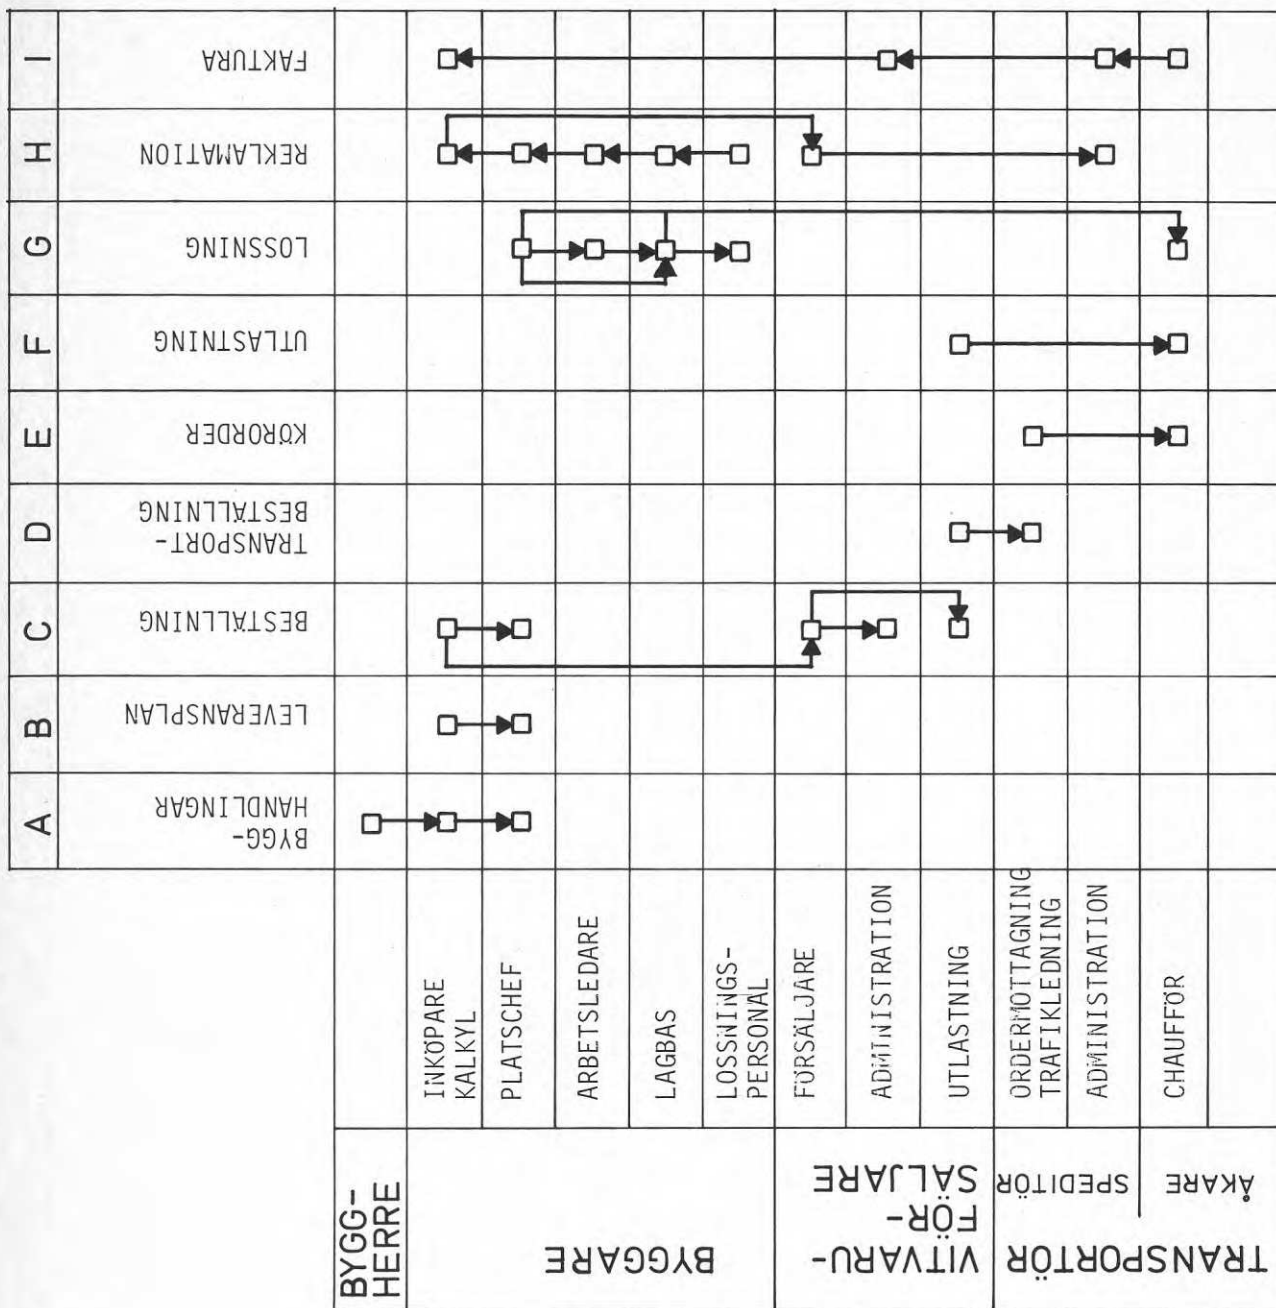 A
BYGG-
HANDLINGAR
B
LEVERANSPLAN
C
BESTÄLLNING
D
TRANSPORT-
BESTÄLLNING
E
KÖRORDER
F
UTLASTNING
G
LOSSNING
H
REKLAMATION
I
FAKTURA
BYGG-
HERRE
BYGGARE
INKÖPARE
KALKYL
PLATSCHEF
ARBETSLEDARE
LAGBAS
LOSSNINGS-
PERSONAL
VITVARU-
FÖR-
SÄLJARE
FÖRSÄLJARE
ADMINISTRATION
UTLASTNING
TRANSPORTÖR
SPEDITÖR
ORDERMOTTAGNING
TRAFIKLEDNING
ADMINISTRATION
ÅKARE
CHAUFFÖR